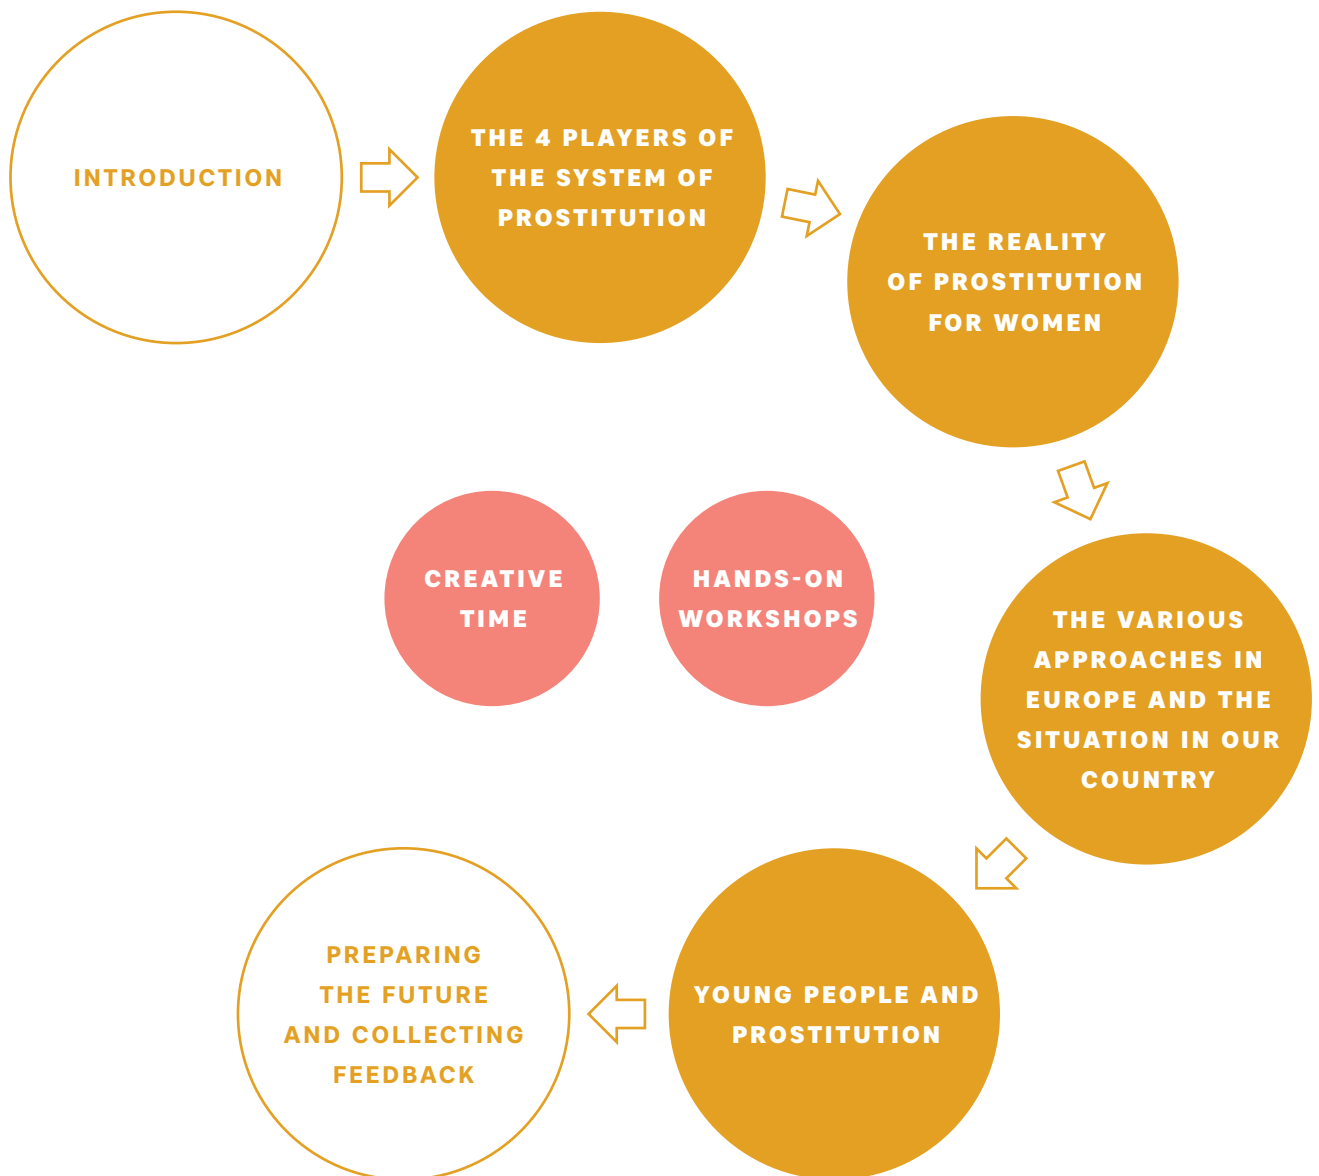 INTRODUCTION
THE 4 PLAYERS OF
THE SYSTEM OF
PROSTITUTION
THE REALITY
OF PROSTITUTION
FOR WOMEN
CREATIVE
TIME
HANDS-ON
WORKSHOPS
THE VARIOUS
APPROACHES IN
EUROPE AND THE
SITUATION IN OUR
COUNTRY
YOUNG PEOPLE AND
PROSTITUTION
PREPARING
THE FUTURE
AND COLLECTING
FEEDBACK